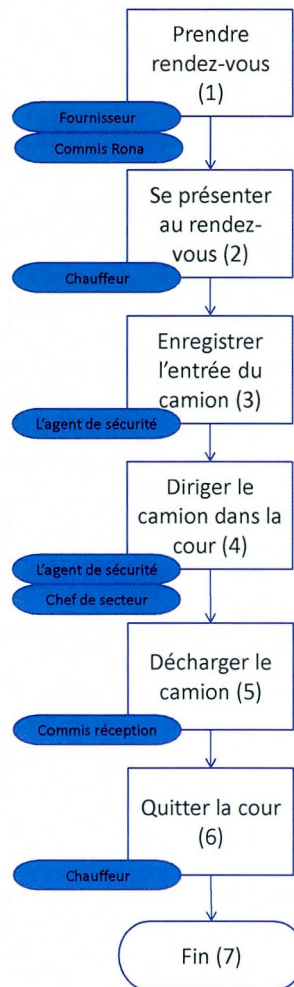 Prendre
rendez-vous
(1)
Fournisseur
Commis Rona
Se présenter
au rendez-
vous (2)
Chauffeur
Enregistrer
l'entrée du
camion (3)
L'agent de sécurité
Diriger le
camion dans la
cour (4)
L'agent de sécurité
Chef de secteur
Décharger le
camion (5)
Commis réception
Quitter la cour
(6)
Chauffeur
Fin (7)